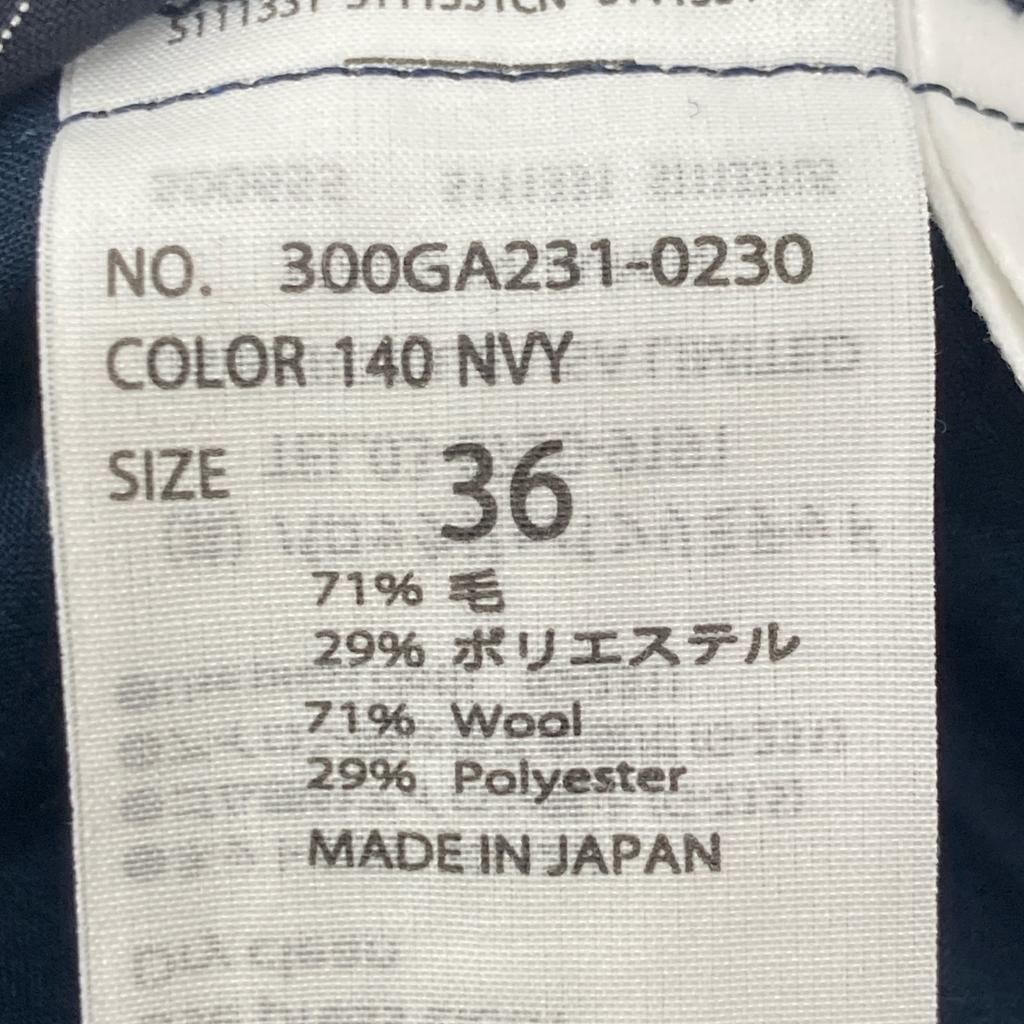 NO. 300GA231-0230
COLOR 140 NVY
SIZE 36
71% 毛
29% ポリエステル
71% Wool
29% Polyester
MADE IN JAPAN